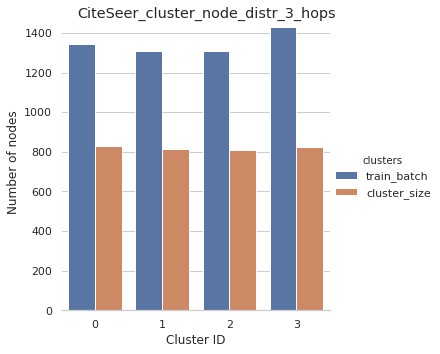 CiteSeer_cluster_node_distr_3_hops
1400
1200
1000
800
600
400
200
0
Number of nodes
0 1 2 3
Cluster ID
clusters
train_batch
cluster_size